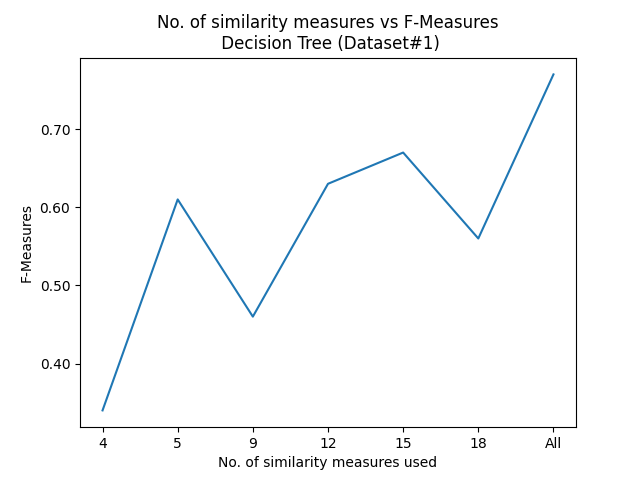 No. of similarity measures vs F-Measures
Decision Tree (Dataset#1)
0.70
0.60
0.50
0.40
F-Measures
4 5 9 12 15 18 All
No. of similarity measures used